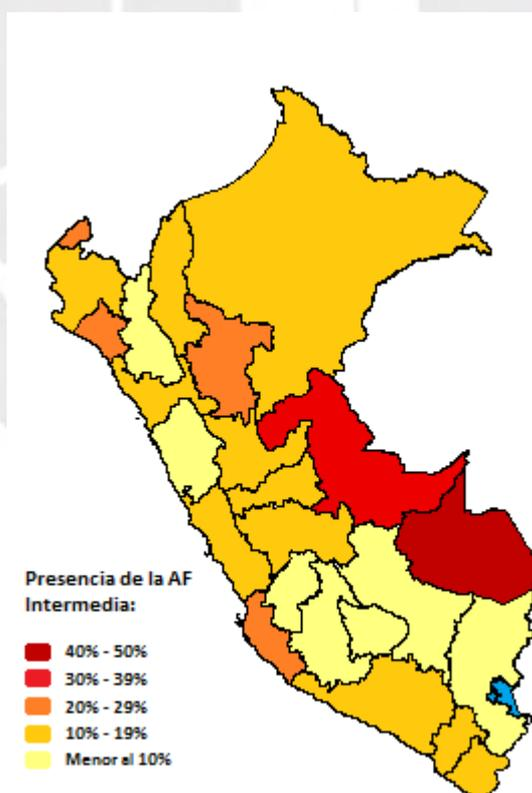 Presencia de la AF
Intermedia:
40% - 50%
30% - 39%
20% - 29%
10% - 19%
Menor al 10%